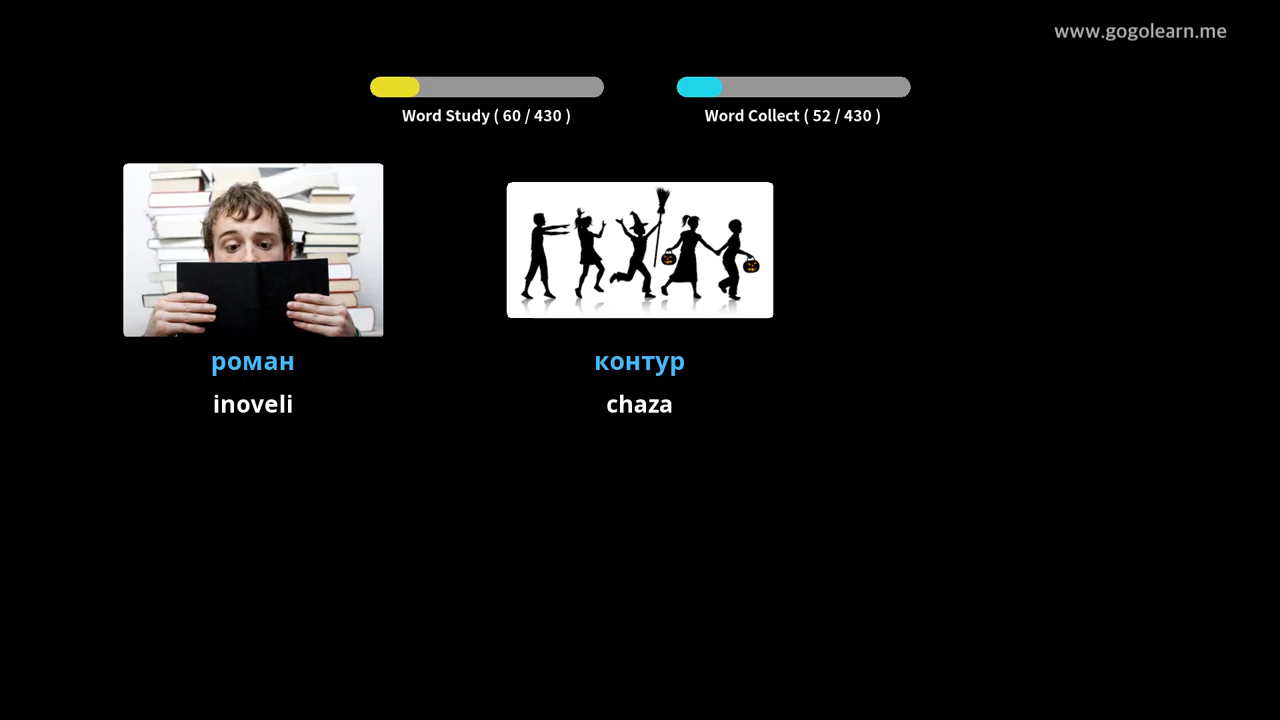 www.gogolearn.me
Word Study ( 60 / 430 )
Word Collect ( 52 / 430 )
роман
контур
inoveli
chaza